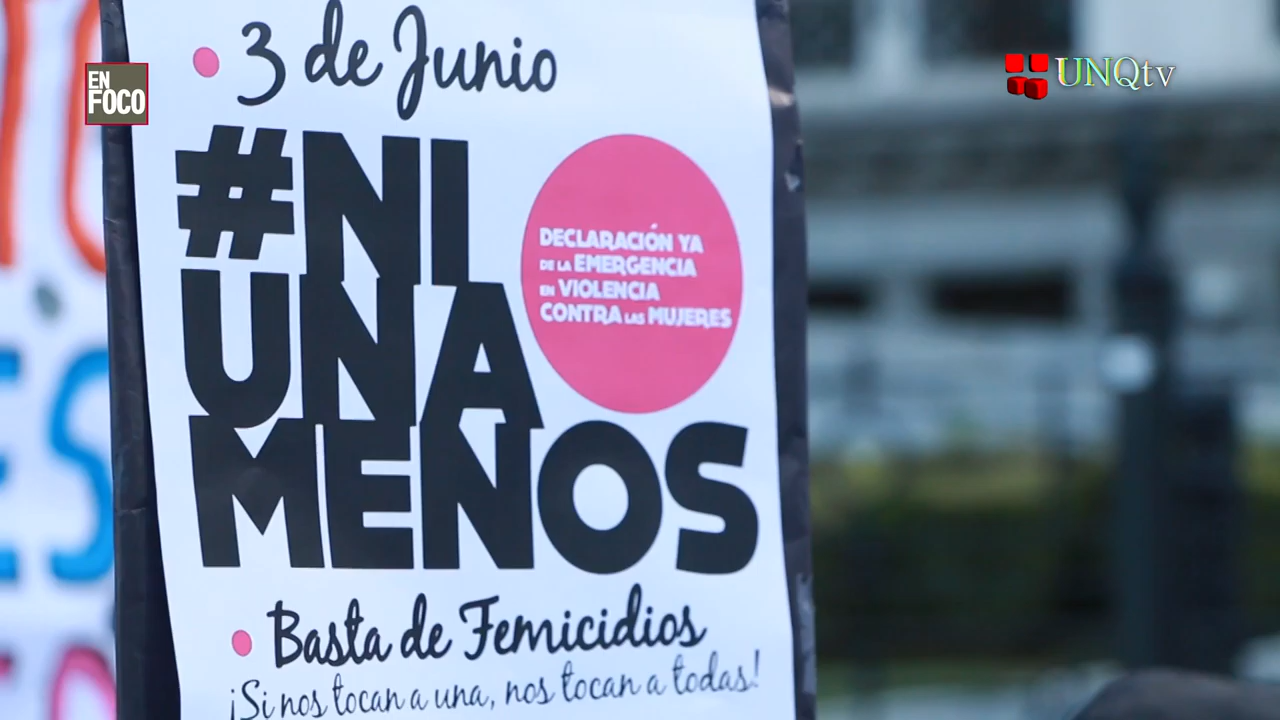 EN
FOCO
UNQtv
3 de Junio
#NI
UNA
MENOS
DECLARACIÓN YA
DE LA EMERGENCIA
EN VIOLENCIA
CONTRA LAS MUJERES
Basta de Femicidios
¡Si nos tocan a una, nos tocan a todas!